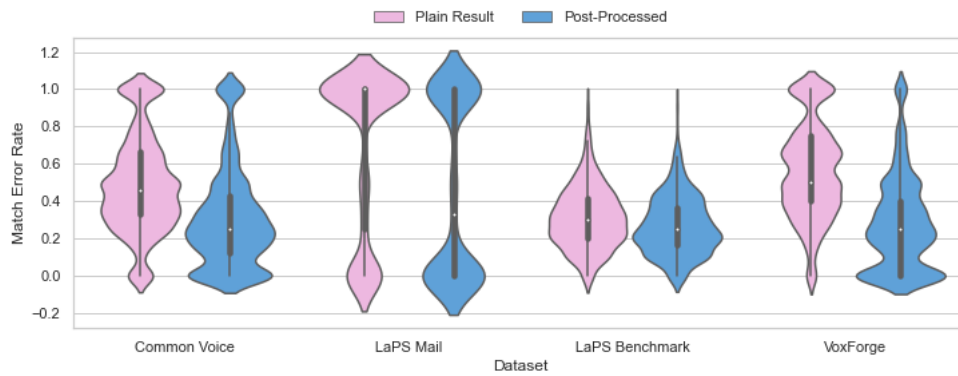 Plain Result Post-Processed
1.2
1.0
0.8
0.6
0.4
0.2
0.0
−0.2
Match Error Rate
Common Voice LaPS Mail LaPS Benchmark VoxForge
Dataset